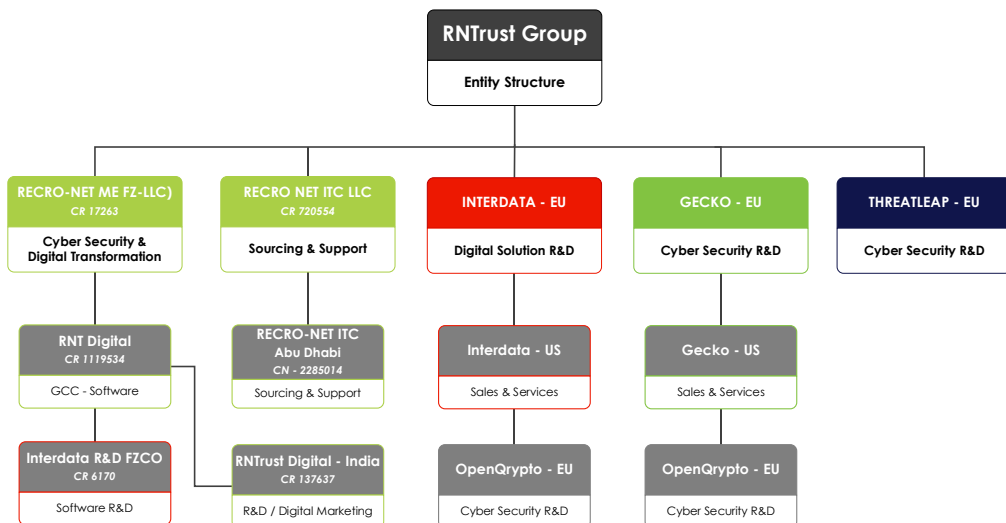 RNTrust Group
Entity Structure
RECRO-NET ME FZ-LLC)
CR 17263
Cyber Security &
Digital Transformation
RECRO NET ITC LLC
CR 720554
Sourcing & Support
INTERDATA - EU
Digital Solution R&D
GECKO - EU
Cyber Security R&D
THREATLEAP - EU
Cyber Security R&D
RNT Digital
CR 1119534
GCC - Software
RECRO-NET ITC
Abu Dhabi
CN - 2285014
Sourcing & Support
Interdata - US
Sales & Services
Gecko - US
Sales & Services
Interdata R&D FZCO
CR 6170
Software R&D
RNTrust Digital - India
CR 137637
R&D / Digital Marketing
OpenQrypto - EU
Cyber Security R&D
OpenQrypto - EU
Cyber Security R&D